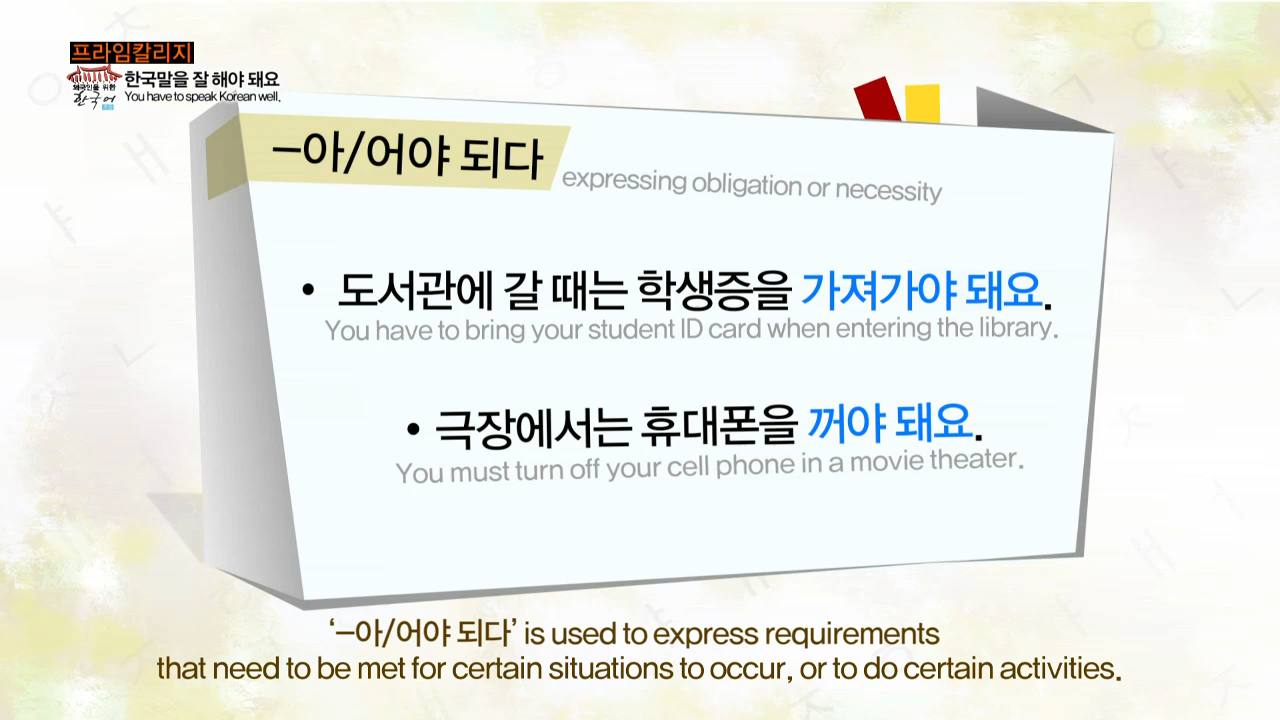 프라임칼리지
외국인을 위한
한국어
한국말을 잘 해야 돼요
You have to speak Korean well.
–아/어야 되다
expressing obligation or necessity
• 도서관에 갈 때는 학생증을 가져가야 돼요.
You have to bring your student ID card when entering the library.
• 극장에서는 휴대폰을 꺼야 돼요.
You must turn off your cell phone in a movie theater.
‘–아/어야 되다’ is used to express requirements
that need to be met for certain situations to occur, or to do certain activities.